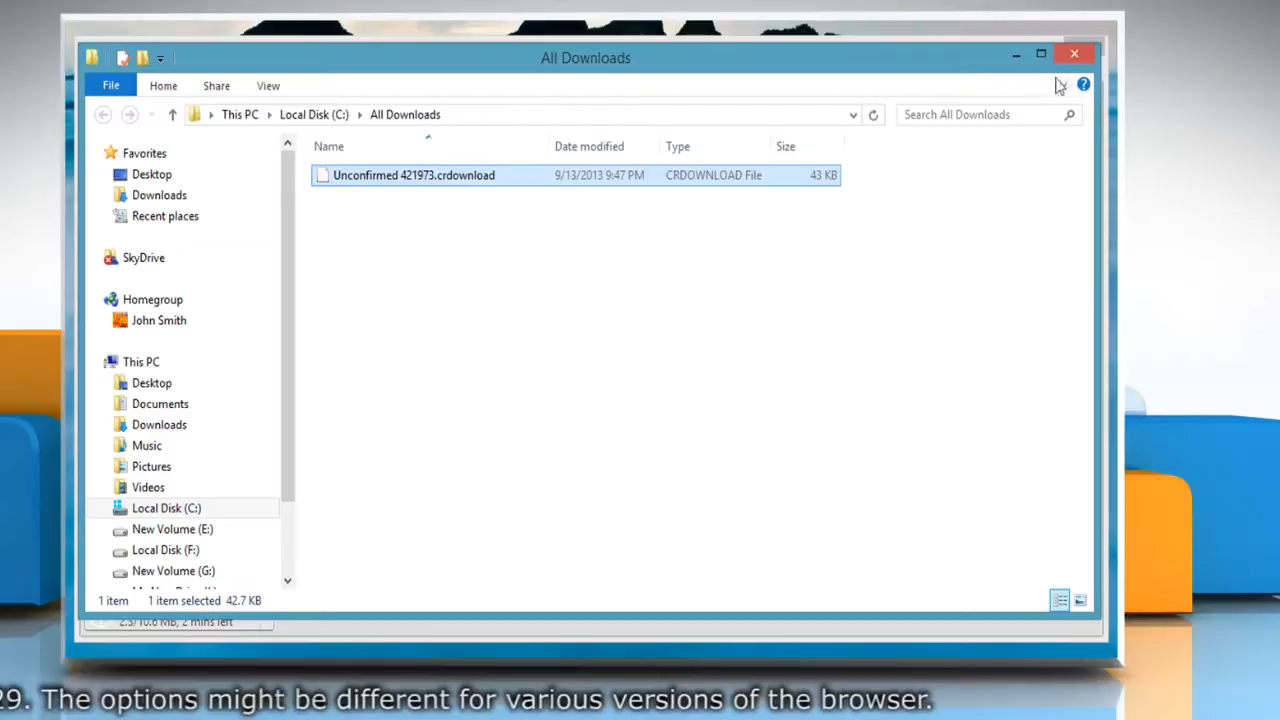 All Downloads
File Home Share View
This PC Local Disk (C:) All Downloads Search All Downloads
Name Date modified Type Size
Unconfirmed 421973.crdownload 9/13/2013 9:47 PM CRDOWNLOAD File 43 KB
Favorites
Desktop
Downloads
Recent places
SkyDrive
Homegroup
John Smith
This PC
Desktop
Documents
Downloads
Music
Pictures
Videos
Local Disk (C:)
New Volume (E:)
Local Disk (F:)
New Volume (G:)
1 item 1 item selected 42.7 KB
2.5/10.6 MB, 2 mins left
29. The options might be different for various versions of the browser.